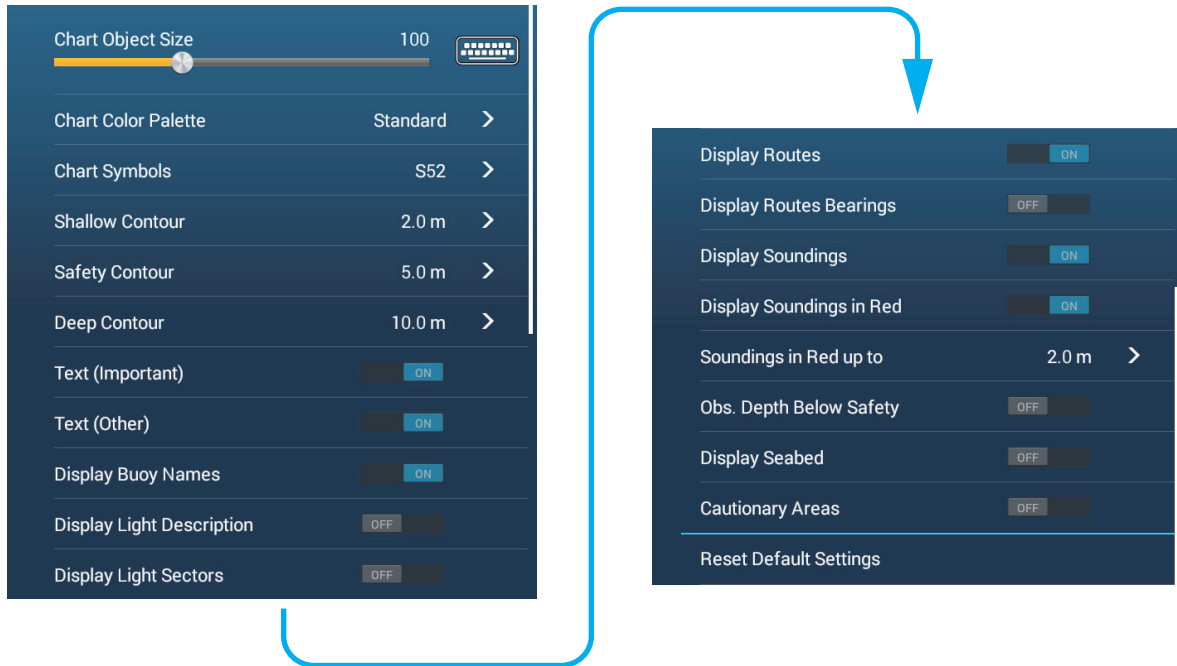 Chart Object Size 100
Chart Color Palette Standard
Chart Symbols S52
Shallow Contour 2.0 m
Safety Contour 5.0 m
Deep Contour 10.0 m
Text (Important) ON
Text (Other) ON
Display Buoy Names ON
Display Light Description OFF
Display Light Sectors OFF
Display Routes ON
Display Routes Bearings OFF
Display Soundings ON
Display Soundings in Red ON
Soundings in Red up to 2.0 m
Obs. Depth Below Safety OFF
Display Seabed OFF
Cautionary Areas OFF
Reset Default Settings